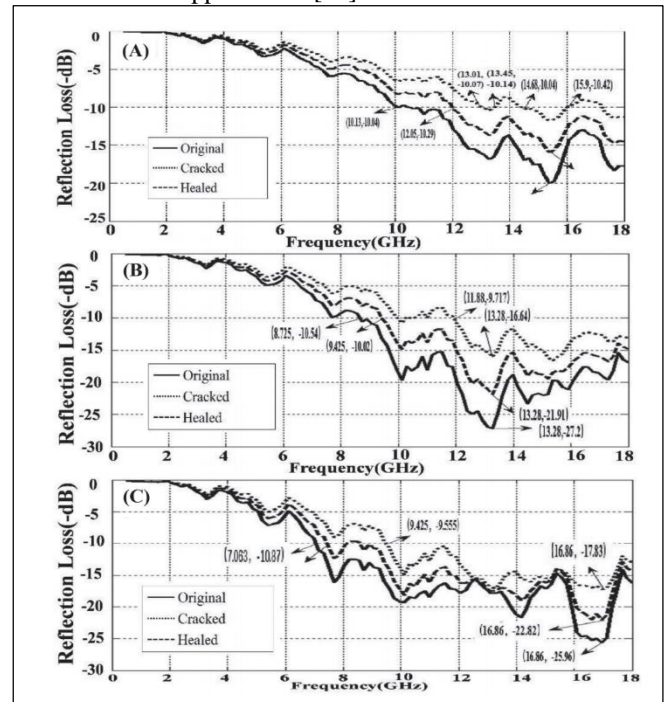 0
-5
-10
-15
-20
-25
Reflection Loss(-dB)
(A)
(13.01, -10.07)
(13.45, -10.14)
(14.68, 10.04)
(15.9, -10.42)
(10.13, -10.04)
(12.05, -10.29)
Original
Cracked
Healed
0 2 4 6 8 10 12 14 16 18
Frequency(GHz)
0
-5
-10
-15
-20
-25
-30
Reflection Loss(-dB)
(B)
(11.88, -9.717)
(13.28, -16.64)
(8.725, -10.54)
(9.425, -10.02)
(13.28, -21.91)
(13.28, -27.2)
Original
Cracked
Healed
0 2 4 6 8 10 12 14 16 18
Frequency(GHz)
0
-5
-10
-15
-20
-25
-30
Reflection Loss(-dB)
(C)
(9.425, -9.555)
(16.86, -17.83)
(16.86, -22.82)
(16.86, -25.96)
Original
Cracked
Healed
0 2 4 6 8 10 12 14 16 18
Frequency(GHz)